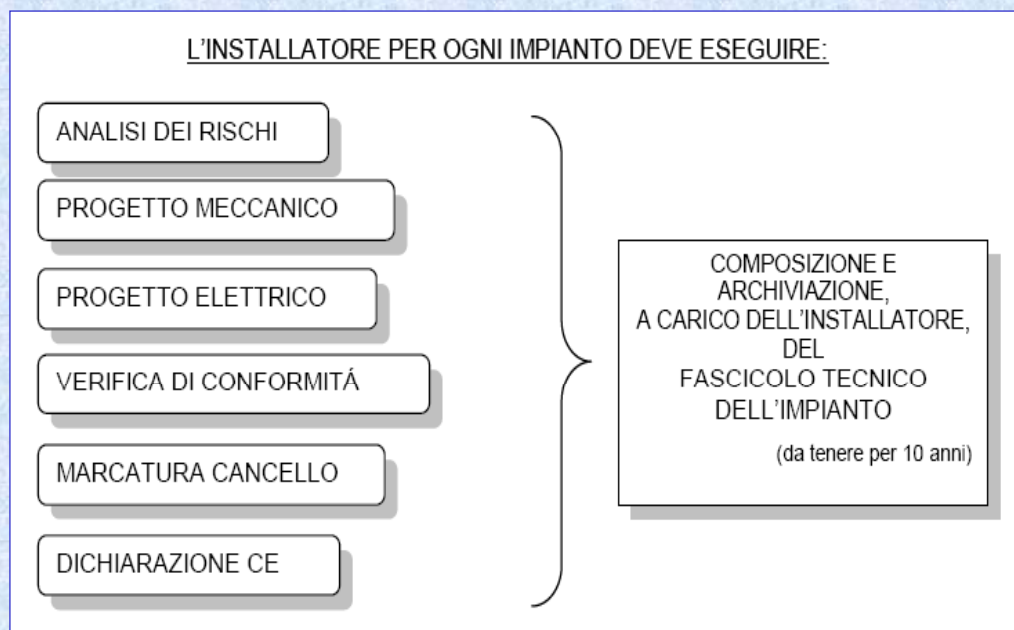 L'INSTALLATORE PER OGNI IMPIANTO DEVE ESEGUIRE:
ANALISI DEI RISCHI
PROGETTO MECCANICO
PROGETTO ELETTRICO
VERIFICA DI CONFORMITÁ
MARCATURA CANCELLO
DICHIARAZIONE CE
COMPOSIZIONE E
ARCHIVIAZIONE,
A CARICO DELL'INSTALLATORE,
DEL
FASCICOLO TECNICO
DELL'IMPIANTO
(da tenere per 10 anni)